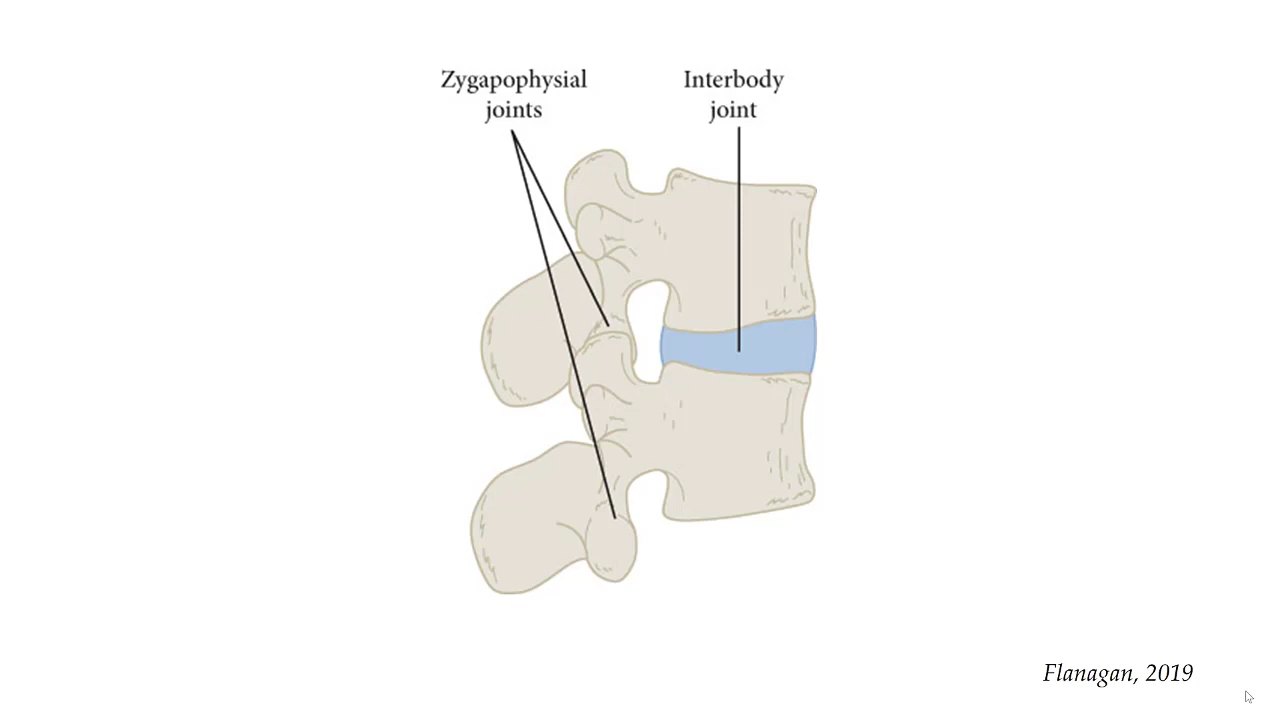 Zygapophysial
joints
Interbody
joint
Flanagan, 2019